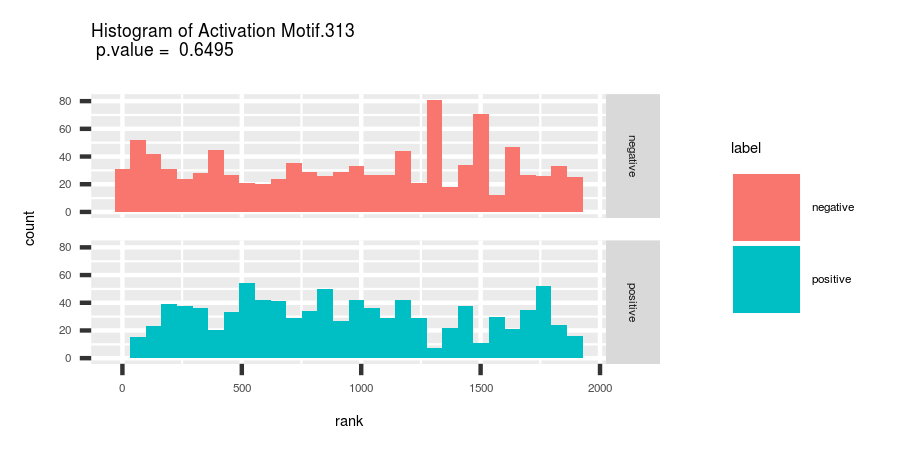 Histogram of Activation Motif.313
p.value = 0.6495
count
80
60
40
20
0
negative
80
60
40
20
0
positive
0 500 1000 1500 2000
rank
label
negative
positive